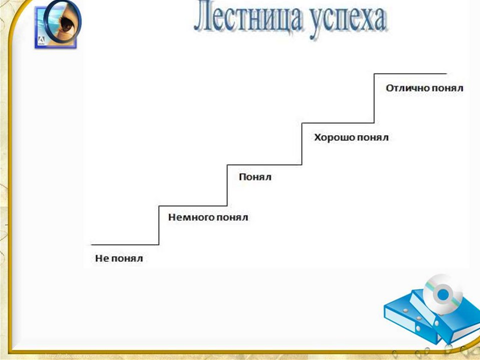 Лестница успеха
Отлично понял
Хорошо понял
Понял
Немного понял
Не понял